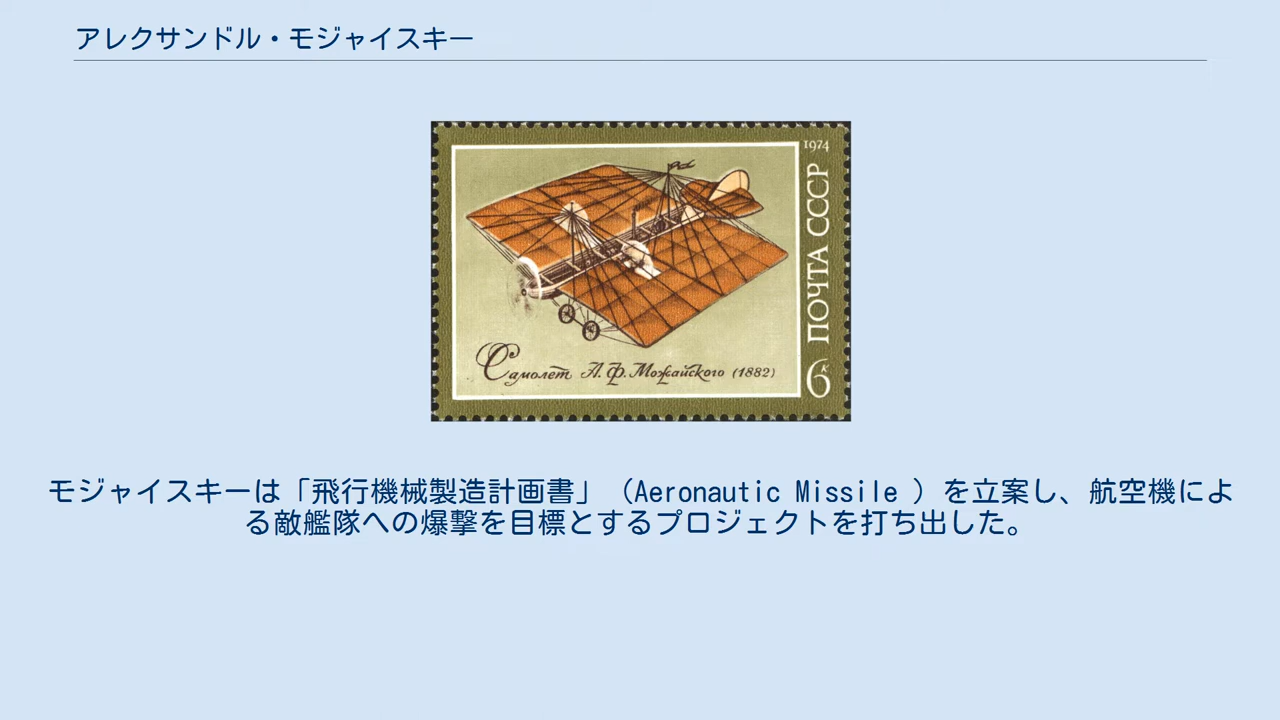 アレクサンドル・モジャイスキー
1974
ПОЧТА СССР
6к
Самолет А.Ф.Можайского (1882)
モジャイスキーは「飛行機械製造計画書」（Aeronautic Missile ）を立案し、航空機によ
る敵艦隊への爆撃を目標とするプロジェクトを打ち出した。